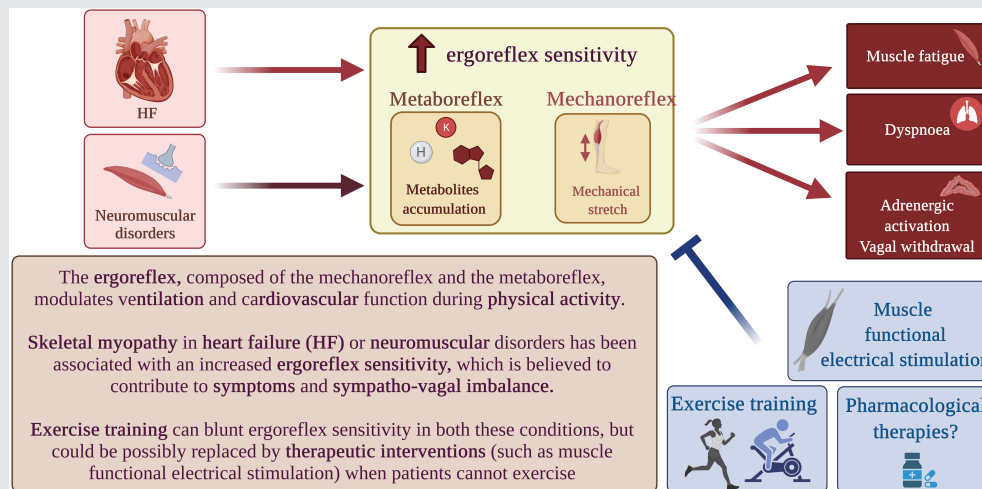 HF
Neuromuscular
disorders
ergoreflex sensitivity
Metaboreflex
K
H
Metabolites
accumulation
Mechanoreflex
Mechanical
stretch
Muscle fatigue
Dyspnoea
Adrenergic
activation
Vagal withdrawal
The ergoreflex, composed of the mechanoreflex and the metaboreflex,
modulates ventilation and cardiovascular function during physical activity.
Skeletal myopathy in heart failure (HF) or neuromuscular disorders has been
associated with an increased ergoreflex sensitivity, which is believed to
contribute to symptoms and sympatho-vagal imbalance.
Exercise training can blunt ergoreflex sensitivity in both these conditions, but
could be possibly replaced by therapeutic interventions (such as muscle
functional electrical stimulation) when patients cannot exercise
Muscle
functional
electrical stimulation
Exercise training
Pharmacological
therapies?